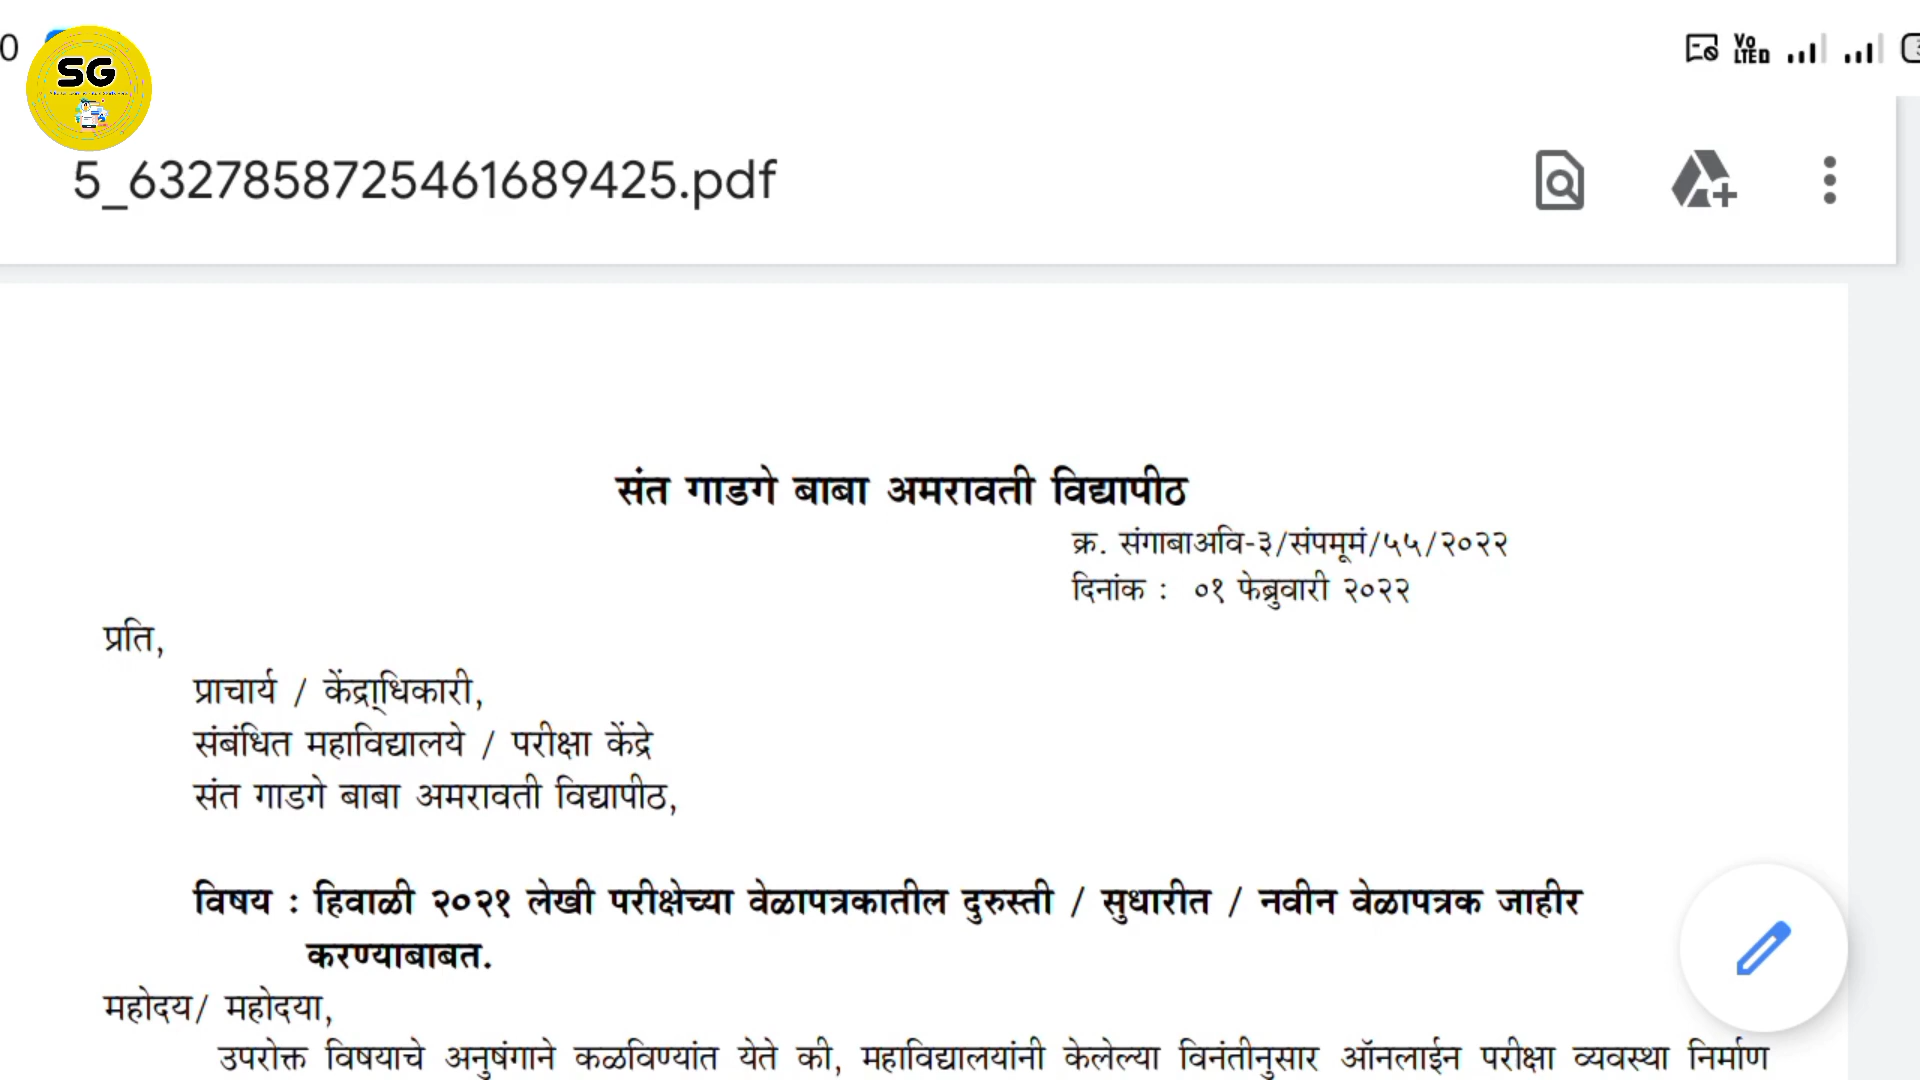 0
SG
VoLTED
5_6327858725461689425.pdf
संत गाडगे बाबा अमरावती विद्यापीठ
क्र. संगाबाअवि-३/संपमूमं/५५/२०२२
दिनांक : ०१ फेब्रुवारी २०२२
प्रति,
प्राचार्य / केंद्राधिकारी,
संबंधित महाविद्यालये / परीक्षा केंद्रे
संत गाडगे बाबा अमरावती विद्यापीठ,
विषय : हिवाळी २०२१ लेखी परीक्षेच्या वेळापत्रकातील दुरुस्ती / सुधारीत / नवीन वेळापत्रक जाहीर
करण्याबाबत.
महोदय/ महोदया,
उपरोक्त विषयाचे अनुषंगाने कळविण्यांत येते की, महाविद्यालयांनी केलेल्या विनंतीनुसार ऑनलाईन परीक्षा व्यवस्था निर्माण